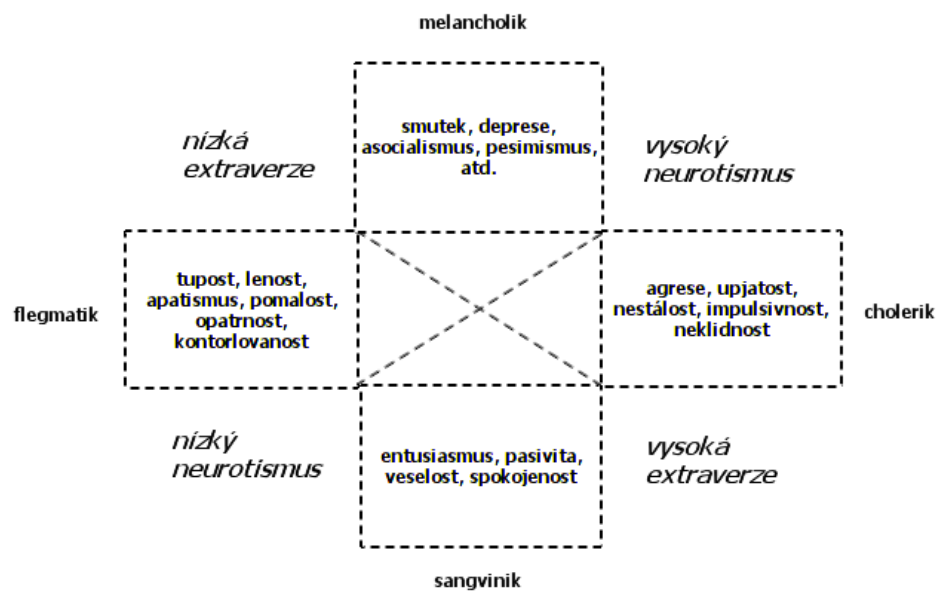 melancholik
nízká
extraverze
smutek, deprese,
asocialismus, pesimismus,
atd.
vysoký
neurotismus
flegmatik
tupost, lenost,
apatismus, pomalost,
opatrnost,
kontorlovanost
agrese, upjatost,
nestálost, impulsivnost,
neklidnost
cholerik
nízký
neurotismus
entusiasmus, pasivita,
veselost, spokojenost
vysoká
extraverze
sangvinik